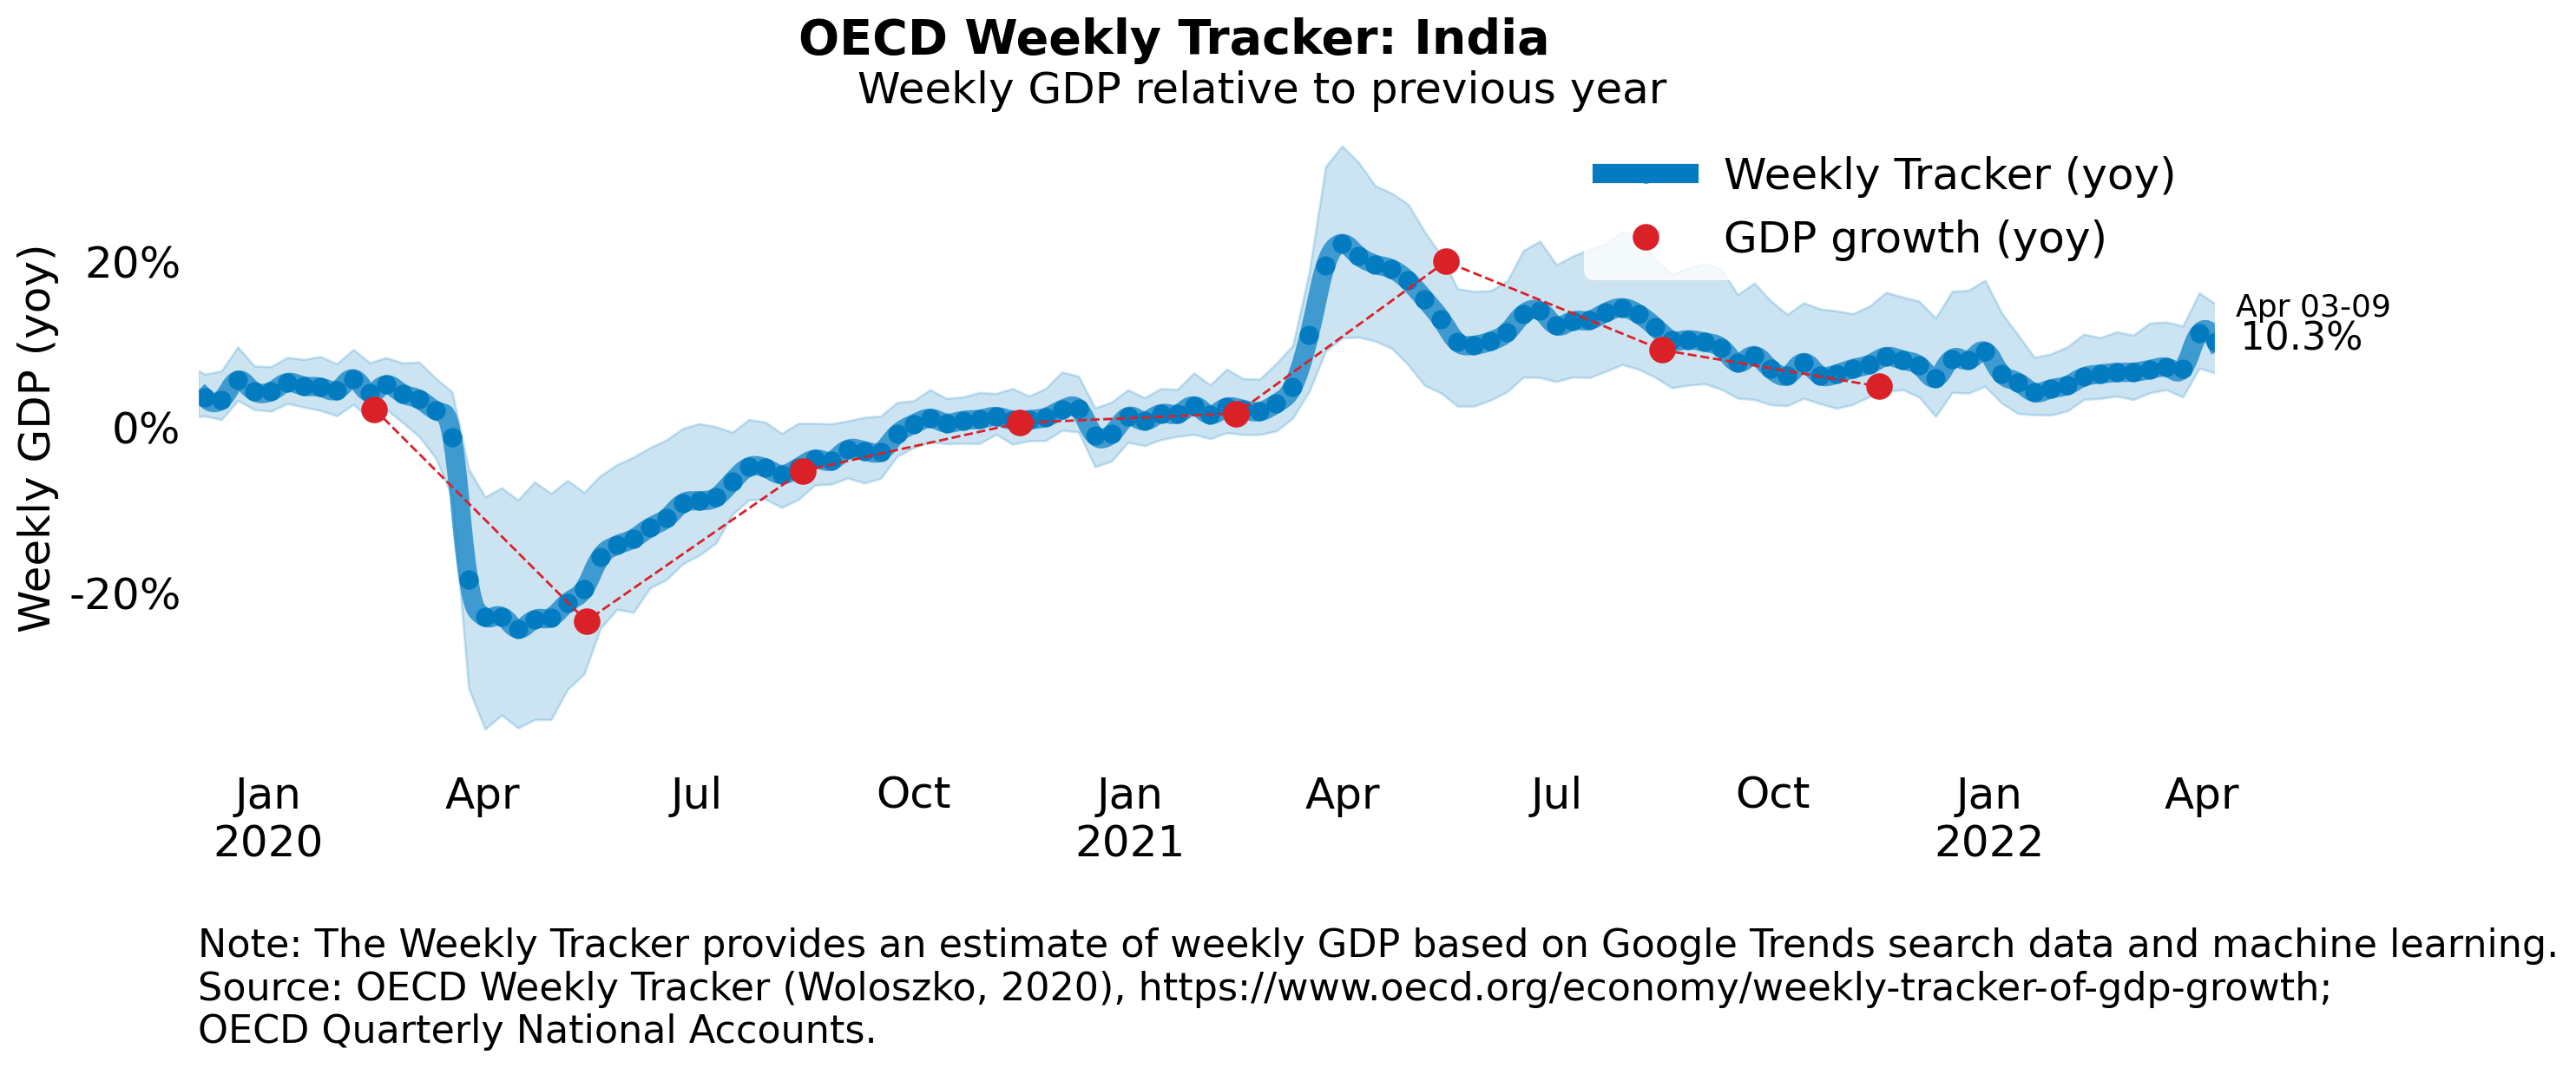 OECD Weekly Tracker: India
Weekly GDP relative to previous year
Weekly Tracker (yoy)
GDP growth (yoy)
Weekly GDP (yoy)
20%
0%
-20%
Apr 03-09
10.3%
Jan Apr Jul Oct Jan Apr Jul Oct Jan Apr
2020 2021 2022
Note: The Weekly Tracker provides an estimate of weekly GDP based on Google Trends search data and machine learning.
Source: OECD Weekly Tracker (Woloszko, 2020), https://www.oecd.org/economy/weekly-tracker-of-gdp-growth;
OECD Quarterly National Accounts.